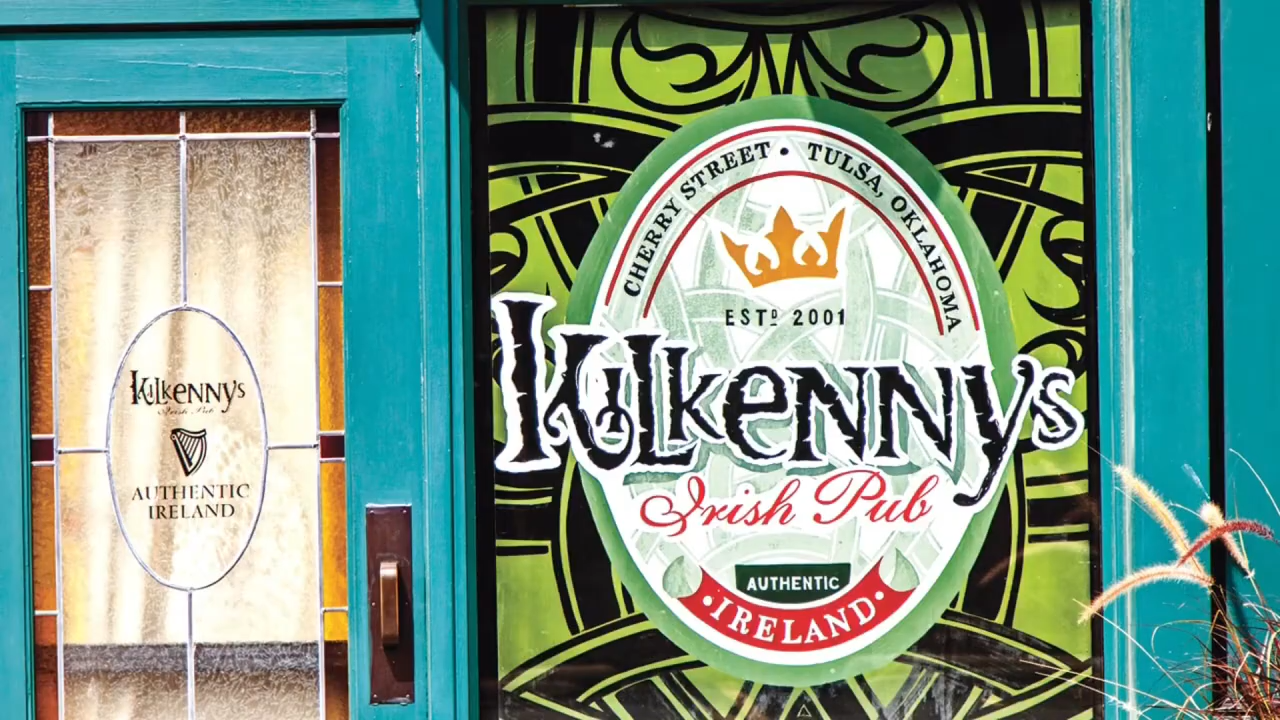 Kilkenny's
Irish Pub
AUTHENTIC
IRELAND
CHERRY STREET • TULSA, OKLAHOMA
ESTD 2001
Kilkenny's
Irish Pub
AUTHENTIC
•IRELAND•